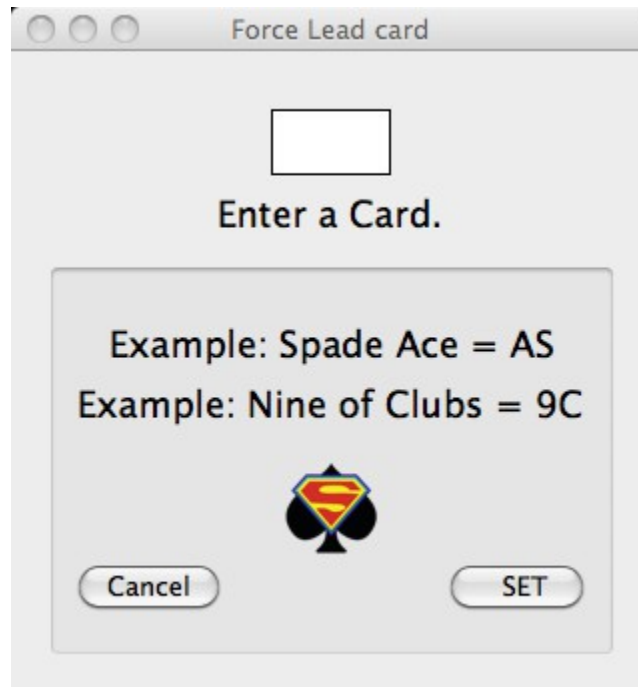 Force Lead card
Enter a Card.
Example: Spade Ace = AS
Example: Nine of Clubs = 9C
S
Cancel
SET